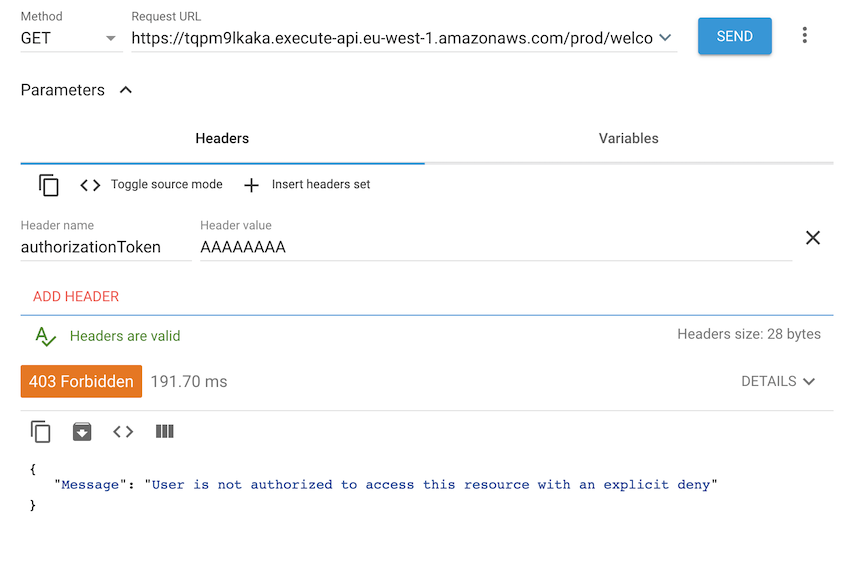 Method
Request URL
GET
https://tqpm9lkaka.execute-api.eu-west-1.amazonaws.com/prod/welco
SEND
Parameters
Headers
Variables
Toggle source mode
Insert headers set
Header name
Header value
authorizationToken
AAAAAAAA
ADD HEADER
Headers are valid
Headers size: 28 bytes
403 Forbidden
191.70 ms
DETAILS
{
"Message": "User is not authorized to access this resource with an explicit deny"
}